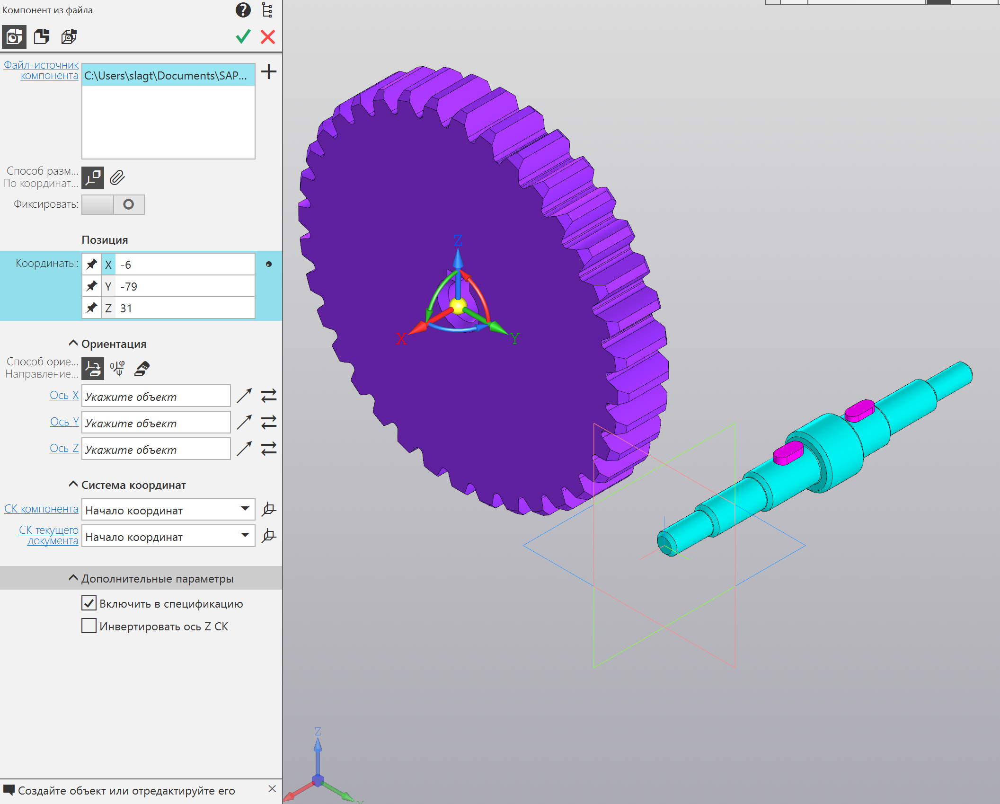 Компонент из файла
Файл-источник
компонента
C:\Users\slagt\Documents\SAP...
Способ разм...
По координат...
Фиксировать:
Позиция
Координаты:
X -6
Y -79
Z 31
Ориентация
Способ орие...
Направление...
θ φ ψ
Ось X Укажите объект
Ось Y Укажите объект
Ось Z Укажите объект
Система координат
СК компонента Начало координат
СК текущего
документа
Начало координат
Дополнительные параметры
Включить в спецификацию
Инвертировать ось Z СК
Создайте объект или отредактируйте его
Z
X
Y
Z
Y